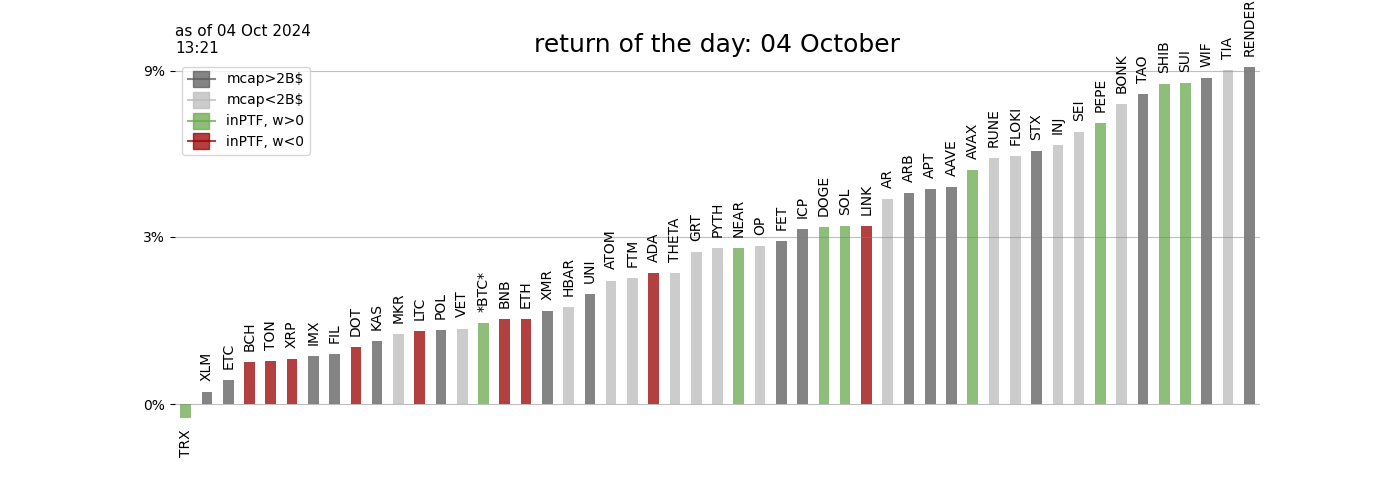 as of 04 Oct 2024
13:21
return of the day: 04 October
9%
3%
0%
mcap>2B$
mcap<2B$
inPTF, w>0
inPTF, w<0
TRX
XLM
ETC
BCH
TON
XRP
IMX
FIL
DOT
KAS
MKR
LTC
POL
VET
*BTC*
BNB
ETH
XMR
HBAR
UNI
ATOM
FTM
ADA
THETA
GRT
PYTH
NEAR
OP
FET
ICP
DOGE
SOL
LINK
AR
ARB
APT
AAVE
AVAX
RUNE
FLOKI
STX
INJ
SEI
PEPE
BONK
TAO
SHIB
SUI
WIF
TIA
RENDER